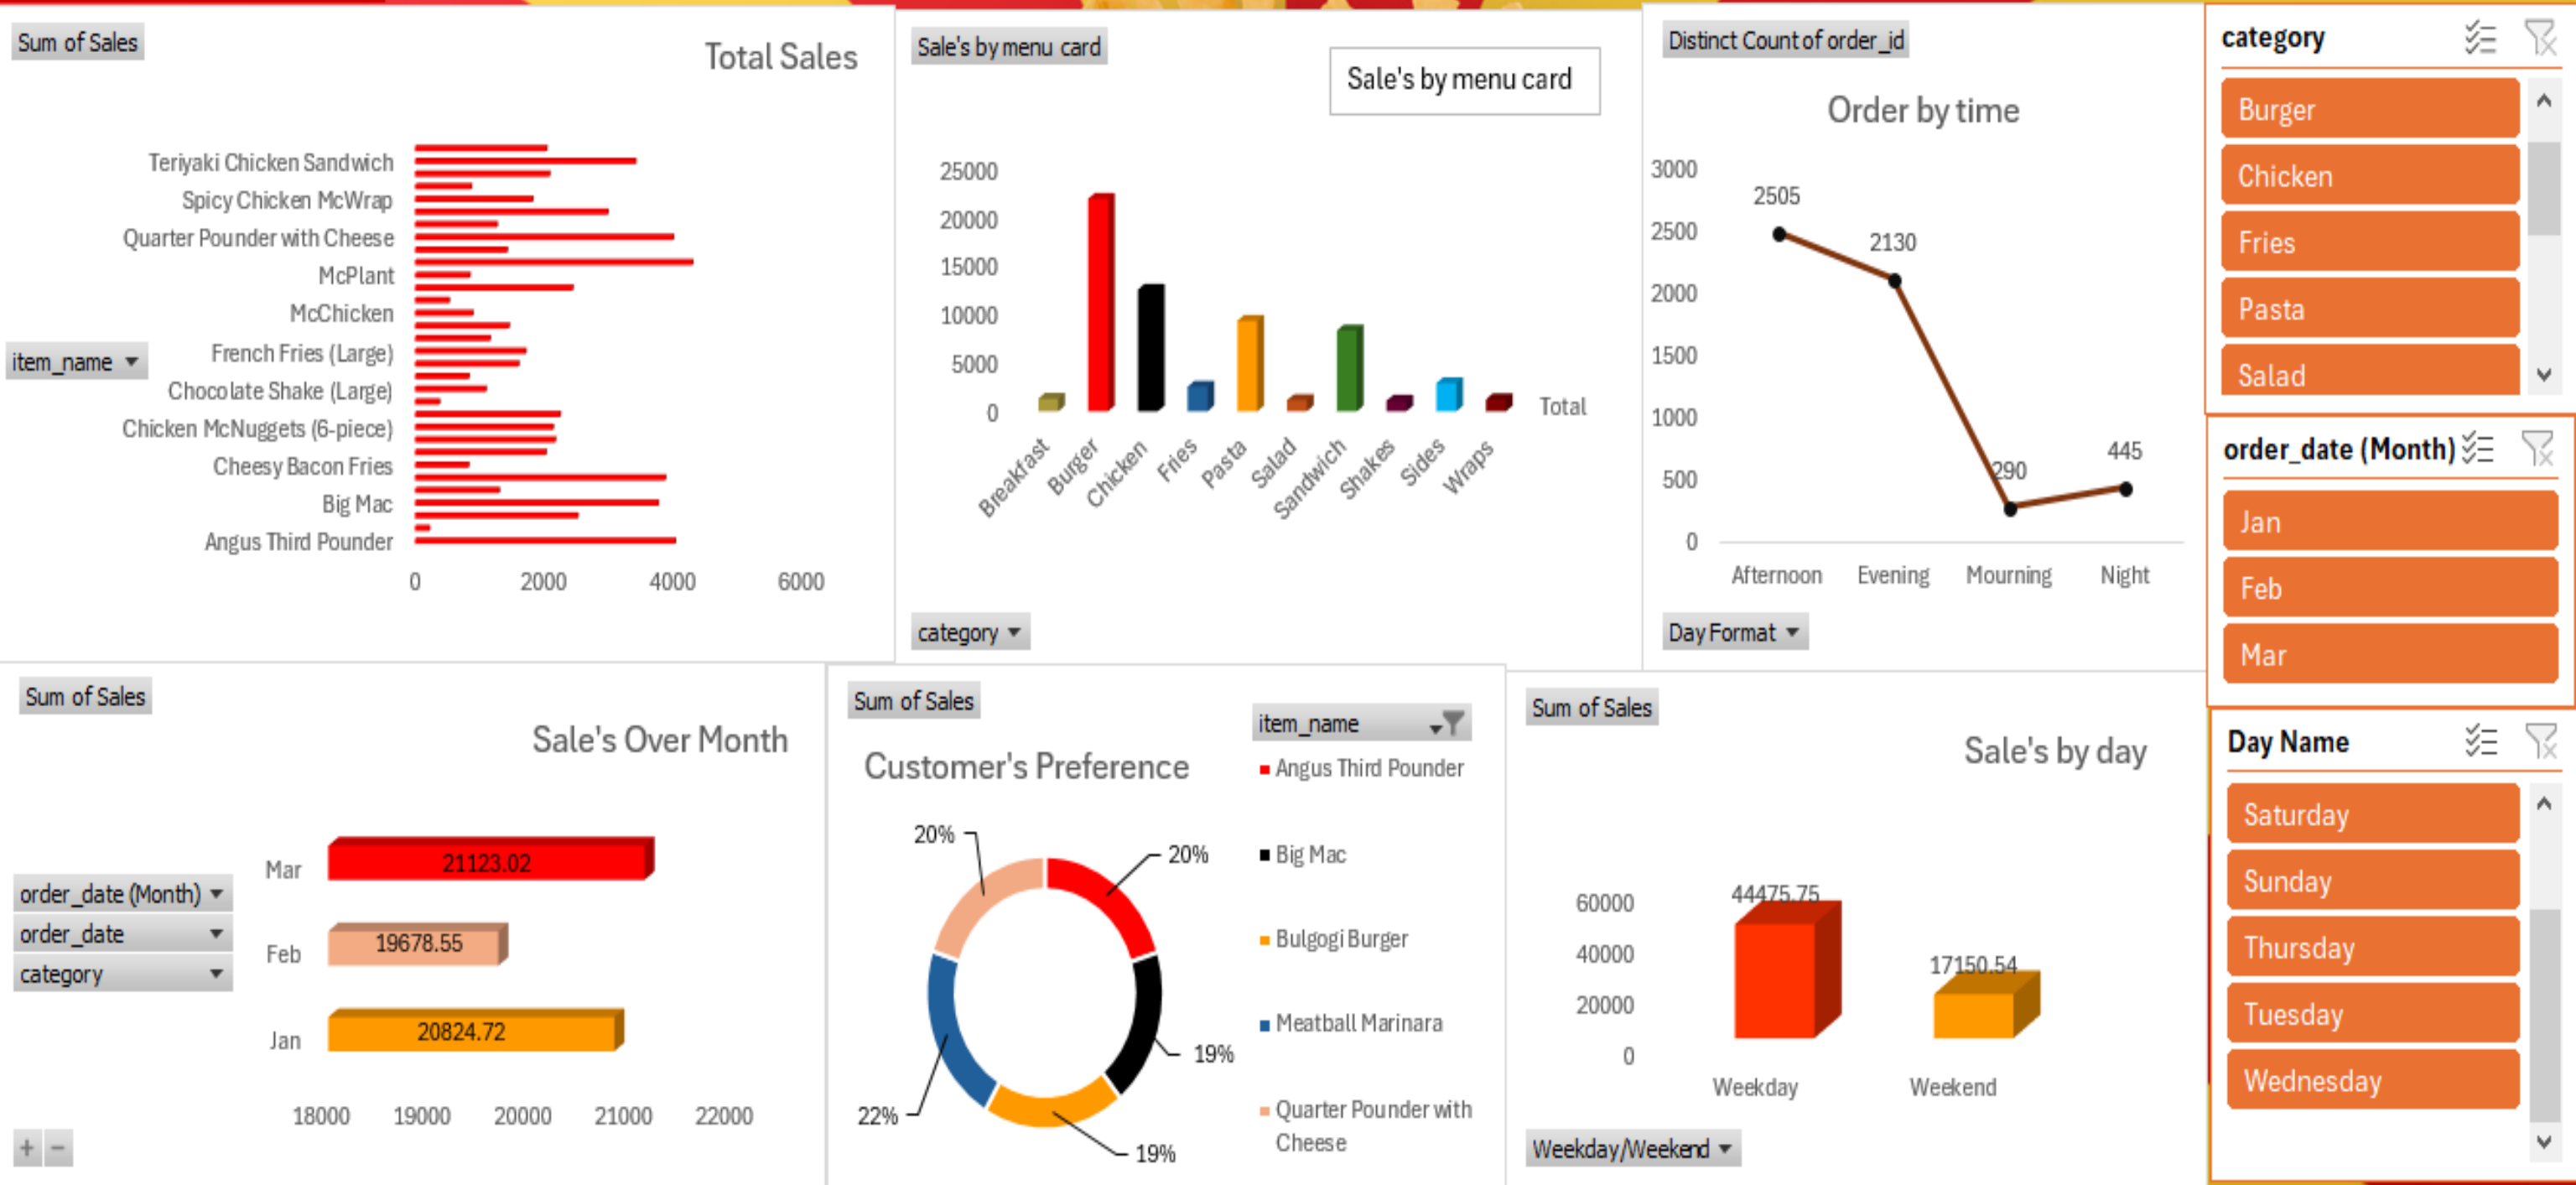 Sum of Sales
Total Sales
Teriyaki Chicken Sandwich
Spicy Chicken McWrap
Quarter Pounder with Cheese
McPlant
McChicken
French Fries (Large)
Chocolate Shake (Large)
Chicken McNuggets (6-piece)
Cheesy Bacon Fries
Big Mac
Angus Third Pounder
item_name
0 2000 4000 6000
Sale's by menu card
Sale's by menu card
25000
20000
15000
10000
5000
0
Total
Breakfast Burger Chicken Fries Pasta Salad Sandwich Shakes Sides Wraps
category
Distinct Count of order_id
Order by time
3000
2500
2000
1500
1000
500
0
2505
2130
290
445
Afternoon Evening Mourning Night
Day Format
category
Burger
Chicken
Fries
Pasta
Salad
order_date (Month)
Jan
Feb
Mar
Day Name
Saturday
Sunday
Thursday
Tuesday
Wednesday
Sum of Sales
Sale's Over Month
order_date (Month)
order_date
category
Mar 21123.02
Feb 19678.55
Jan 20824.72
18000 19000 20000 21000 22000
+ −
Sum of Sales
Customer's Preference
item_name
Angus Third Pounder
Big Mac
Bulgogi Burger
Meatball Marinara
Quarter Pounder with
Cheese
20%
20%
19%
22%
19%
Sum of Sales
Sale's by day
60000
40000
20000
0
44475.75
17150.54
Weekday Weekend
Weekday/Weekend